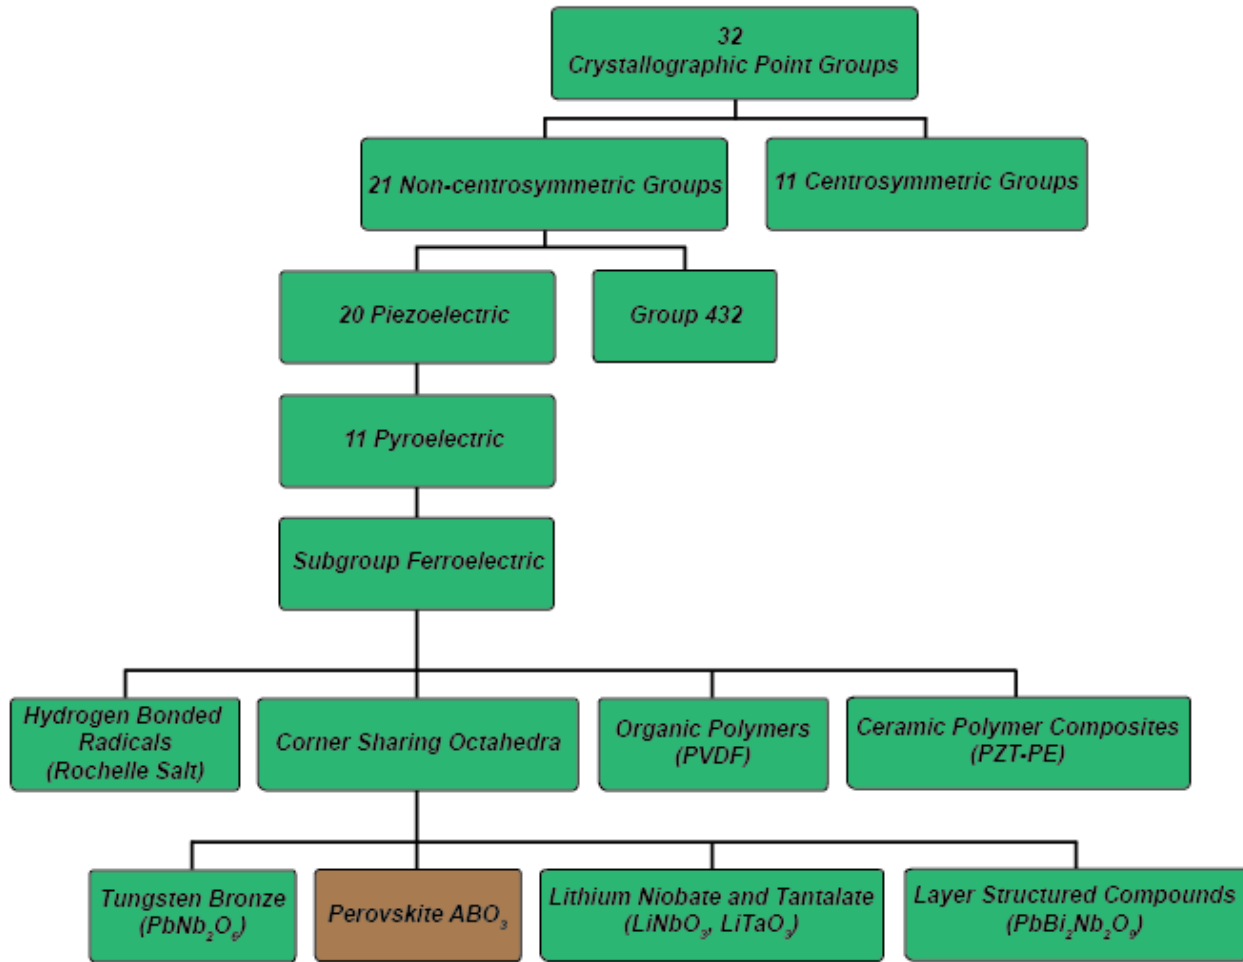 32
Crystallographic Point Groups
21 Non-centrosymmetric Groups
11 Centrosymmetric Groups
20 Piezoelectric
Group 432
11 Pyroelectric
Subgroup Ferroelectric
Hydrogen Bonded
Radicals
(Rochelle Salt)
Corner Sharing Octahedra
Organic Polymers
(PVDF)
Ceramic Polymer Composites
(PZT-PE)
Tungsten Bronze
(PbNb₂O₆)
Perovskite ABO₃
Lithium Niobate and Tantalate
(LiNbO₃, LiTaO₃)
Layer Structured Compounds
(PbBi₂Nb₂O₉)